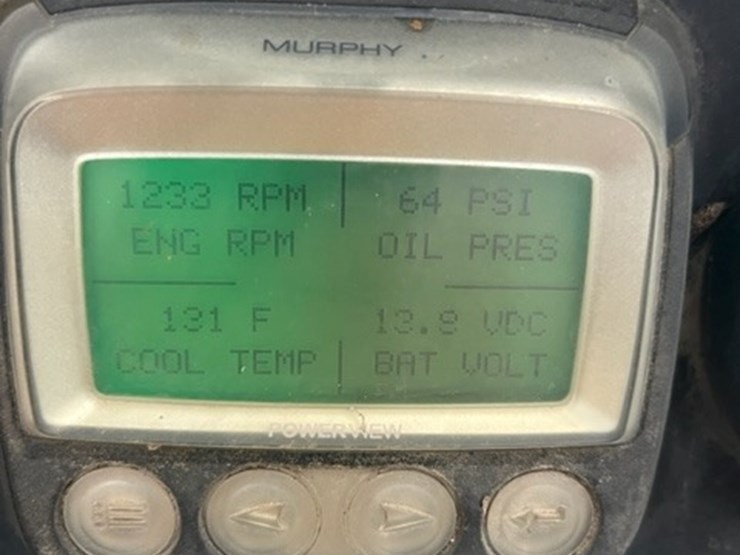 MURPHY
1233 RPM
ENG RPM
64 PSI
OIL PRES
131 F
COOL TEMP
13.8 VDC
BAT VOLT
POWERVIEW